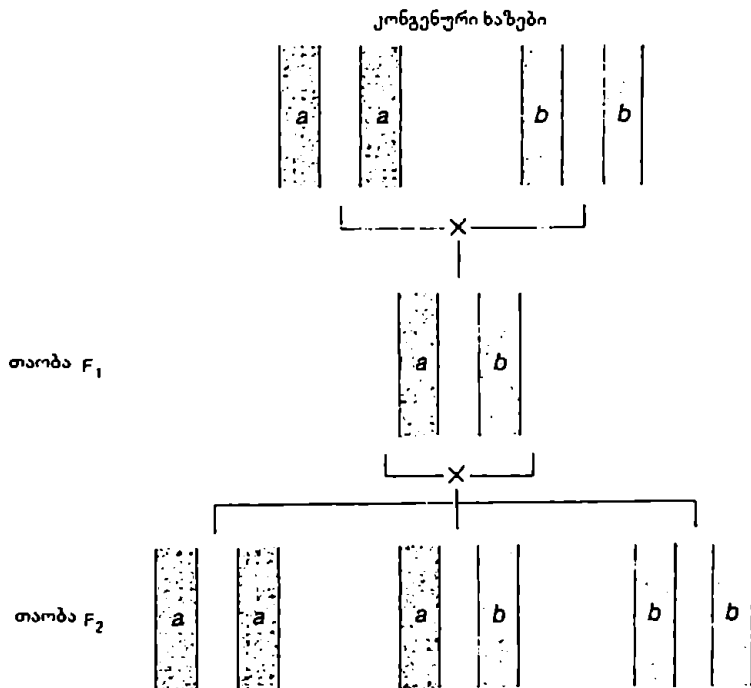 კონგენური ხაზები
a a b b
×
თაობა F₁ a b
×
თაობა F₂ a a a b b b